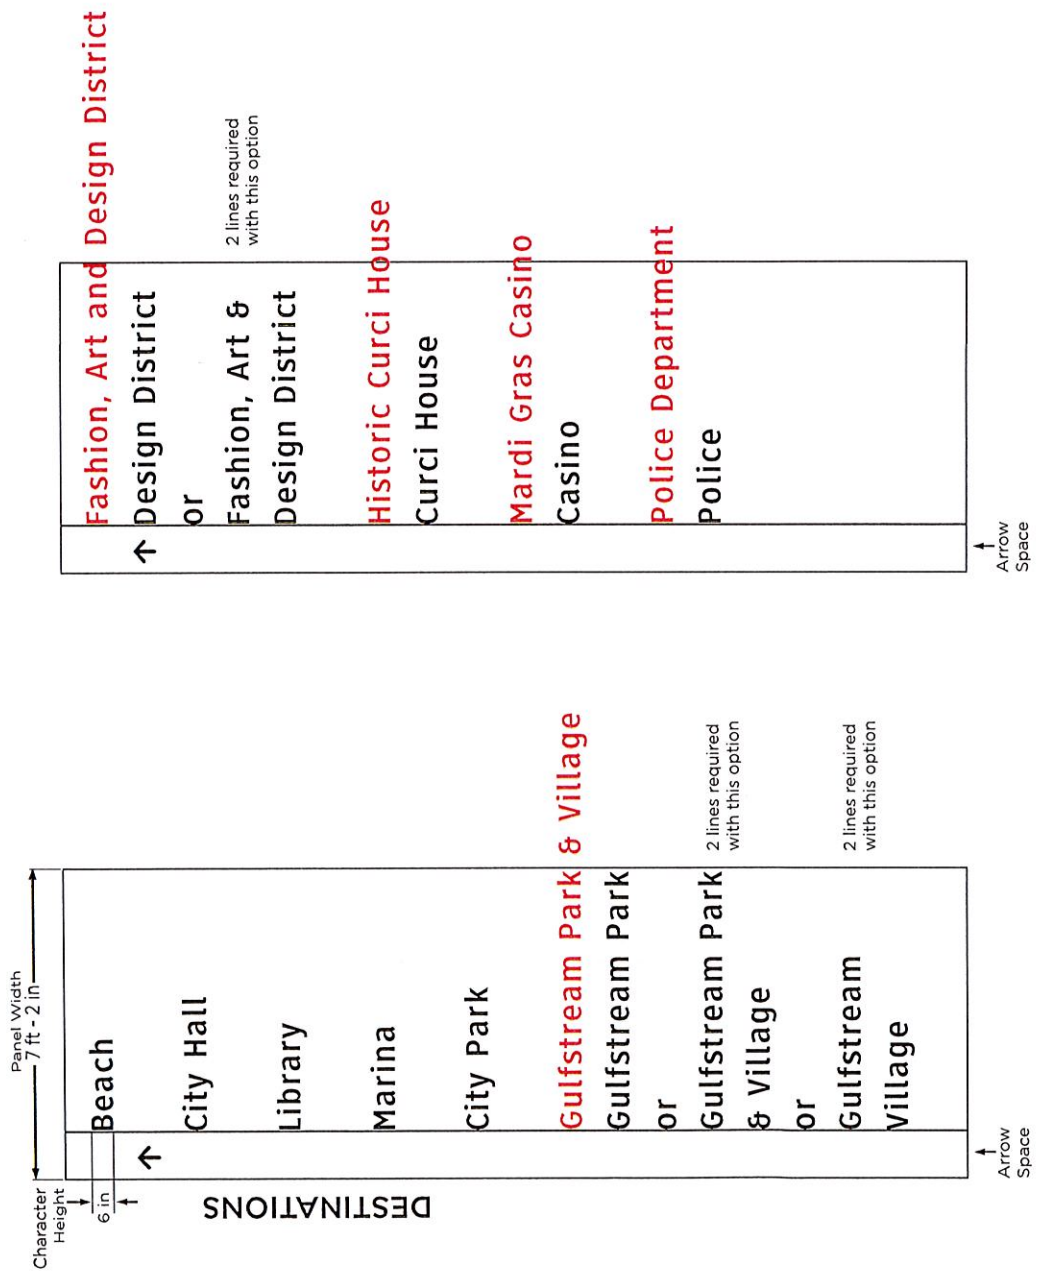 DESTINATIONS
Panel Width
7 ft - 2 in
Character
Height
6 in
Beach
City Hall
Library
Marina
City Park
Gulfstream Park & Village
Gulfstream Park
or
Gulfstream Park
& Village
2 lines required
with this option
or
Gulfstream
Village
2 lines required
with this option
Arrow
Space
Fashion, Art and Design District
Design District
or
Fashion, Art &
Design District
2 lines required
with this option
Historic Curci House
Curci House
Mardi Gras Casino
Casino
Police Department
Police
Arrow
Space